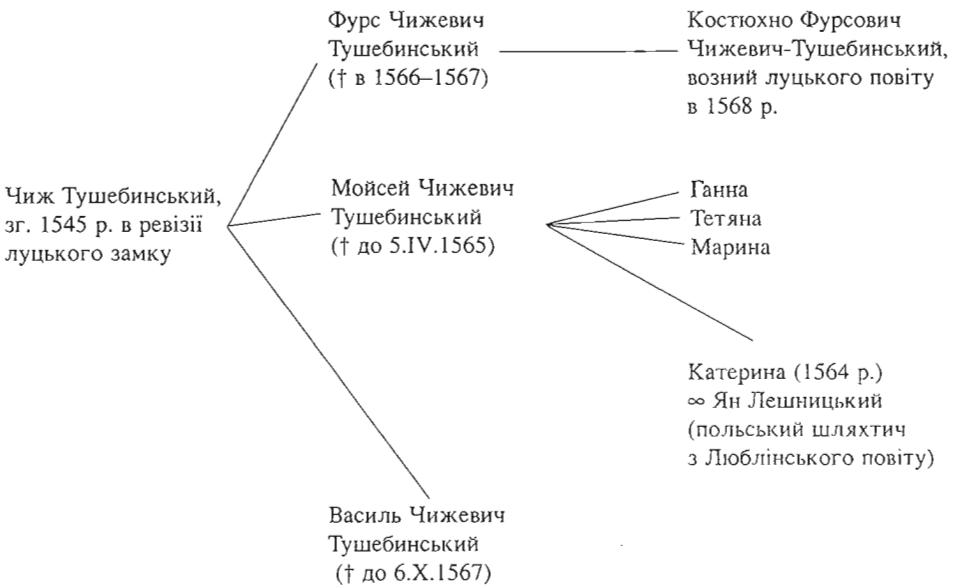 Фурс Чижевич
Тушебинський
(† в 1566–1567)
Костюхно Фурсович
Чижевич-Тушебинський,
возний луцького повіту
в 1568 р.
Чиж Тушебинський,
зг. 1545 р. в ревізії
луцького замку
Мойсей Чижевич
Тушебинський
(† до 5.IV.1565)
Ганна
Тетяна
Марина
Катерина (1564 р.)
∞ Ян Лешницький
(польський шляхтич
з Люблінського повіту)
Василь Чижевич
Тушебинський
(† до 6.X.1567)